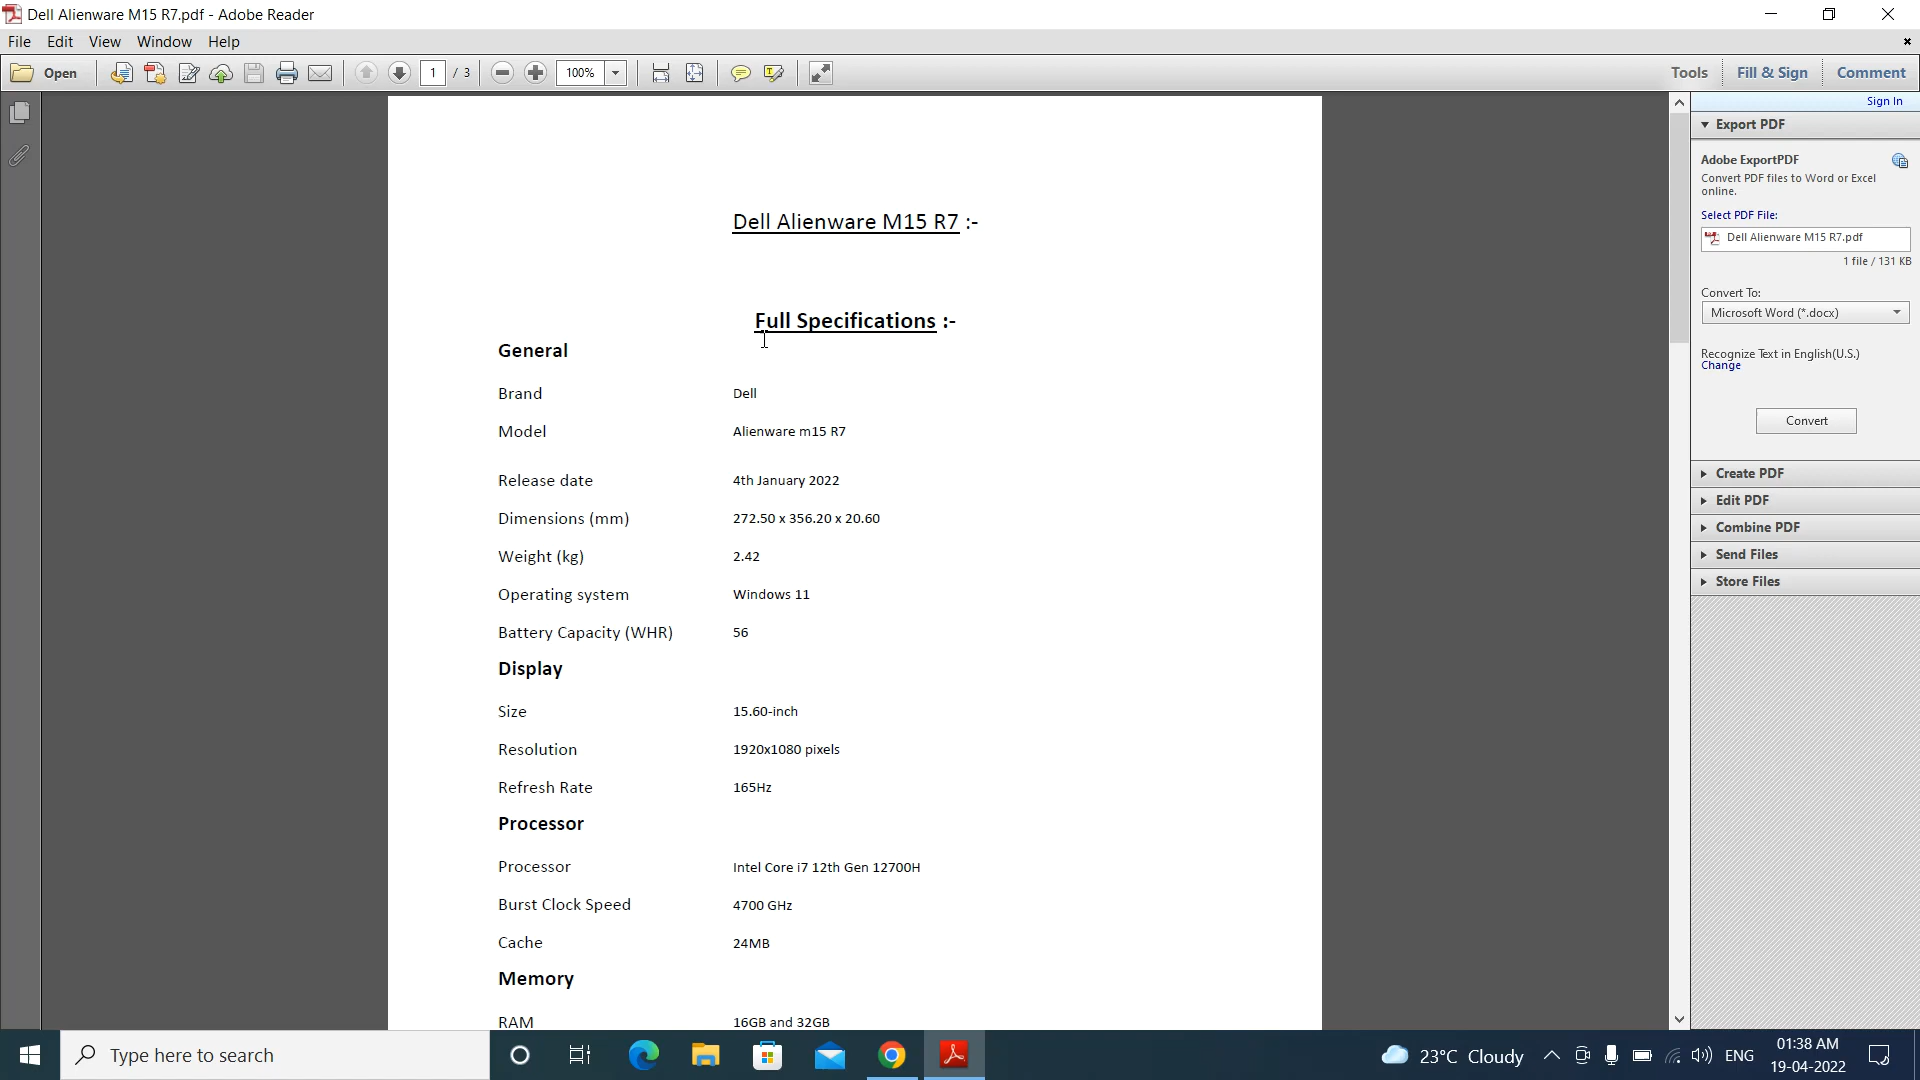 Dell Alienware M15 R7.pdf - Adobe Reader
File Edit View Window Help
Open 1 / 3 100% Tools Fill & Sign Comment
Sign In
Export PDF
Adobe ExportPDF
Convert PDF files to Word or Excel
online.
Select PDF File:
Dell Alienware M15 R7.pdf
1 file / 131 KB
Convert To:
Microsoft Word (*.docx)
Recognize Text in English(U.S.)
Change
Convert
Create PDF
Edit PDF
Combine PDF
Send Files
Store Files
Dell Alienware M15 R7 :-
Full Specifications :-
General
Brand Dell
Model Alienware m15 R7
Release date 4th January 2022
Dimensions (mm) 272.50 x 356.20 x 20.60
Weight (kg) 2.42
Operating system Windows 11
Battery Capacity (WHR) 56
Display
Size 15.60-inch
Resolution 1920x1080 pixels
Refresh Rate 165Hz
Processor
Processor Intel Core i7 12th Gen 12700H
Burst Clock Speed 4700 GHz
Cache 24MB
Memory
RAM 16GB and 32GB
Type here to search
23°C Cloudy ENG
01:38 AM
19-04-2022